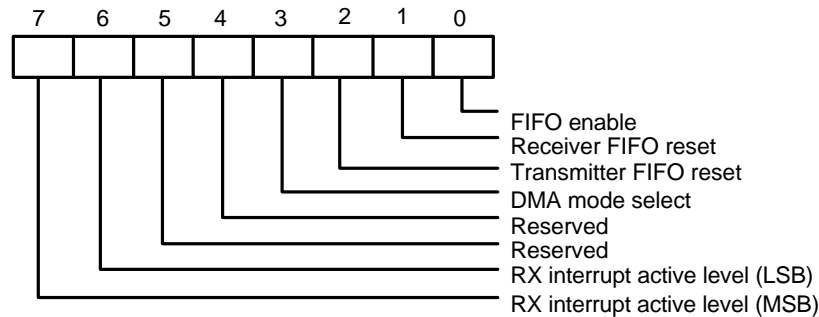 7 6 5 4 3 2 1 0
FIFO enable
Receiver FIFO reset
Transmitter FIFO reset
DMA mode select
Reserved
Reserved
RX interrupt active level (LSB)
RX interrupt active level (MSB)